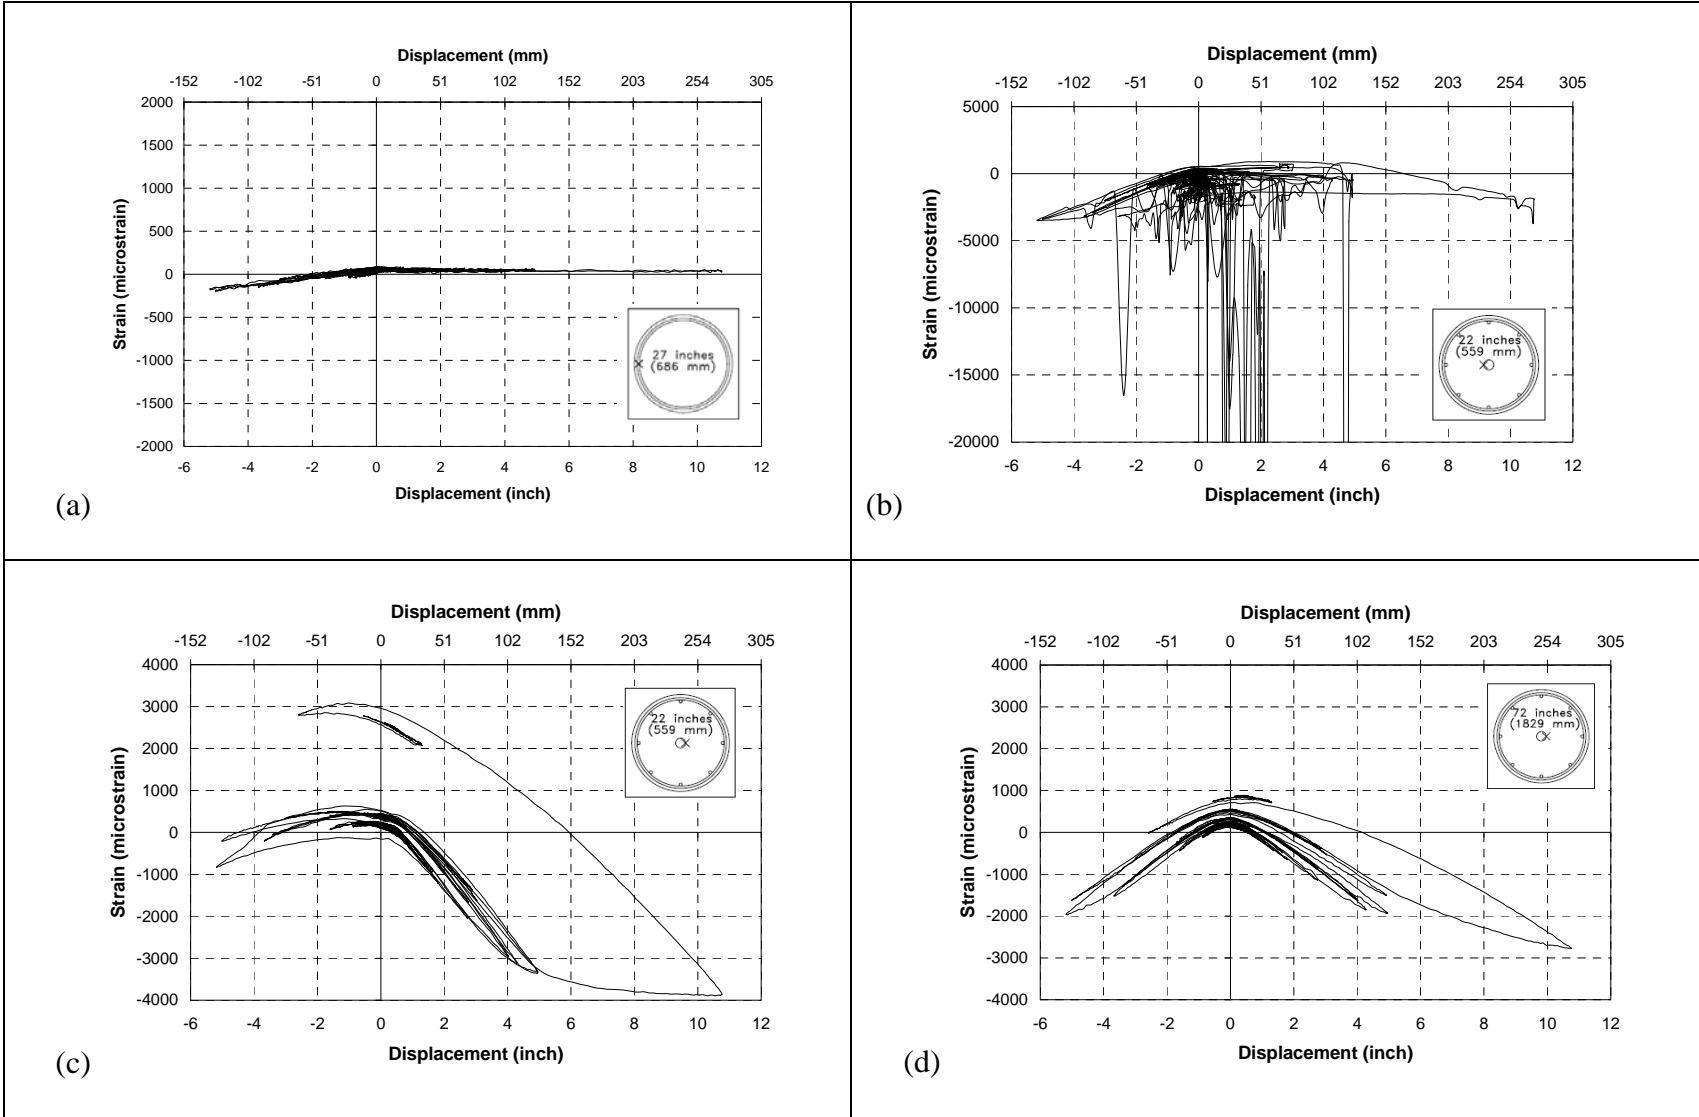 Displacement (mm)
-152 -102 -51 0 51 102 152 203 254 305
2000
1500
1000
500
0
-500
-1000
-1500
-2000
Strain (microstrain)
27 inches
(686 mm)
-6 -4 -2 0 2 4 6 8 10 12
Displacement (inch)
(a)
Displacement (mm)
-152 -102 -51 0 51 102 152 203 254 305
5000
0
-5000
-10000
-15000
-20000
Strain (microstrain)
22 inches
(559 mm)
-6 -4 -2 0 2 4 6 8 10 12
Displacement (inch)
(b)
Displacement (mm)
-152 -102 -51 0 51 102 152 203 254 305
4000
3000
2000
1000
0
-1000
-2000
-3000
-4000
Strain (microstrain)
22 inches
(559 mm)
-6 -4 -2 0 2 4 6 8 10 12
Displacement (inch)
(c)
Displacement (mm)
-152 -102 -51 0 51 102 152 203 254 305
4000
3000
2000
1000
0
-1000
-2000
-3000
-4000
Strain (microstrain)
72 inches
(1829 mm)
-6 -4 -2 0 2 4 6 8 10 12
Displacement (inch)
(d)